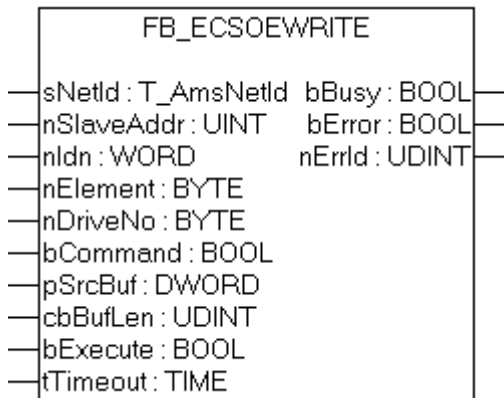 FB_ECSOEWRITE
sNetId : T_AmsNetId bBusy : BOOL
nSlaveAddr : UINT bError : BOOL
nIdn : WORD nErrId : UDINT
nElement : BYTE
nDriveNo : BYTE
bCommand : BOOL
pSrcBuf : DWORD
cbBufLen : UDINT
bExecute : BOOL
tTimeout : TIME